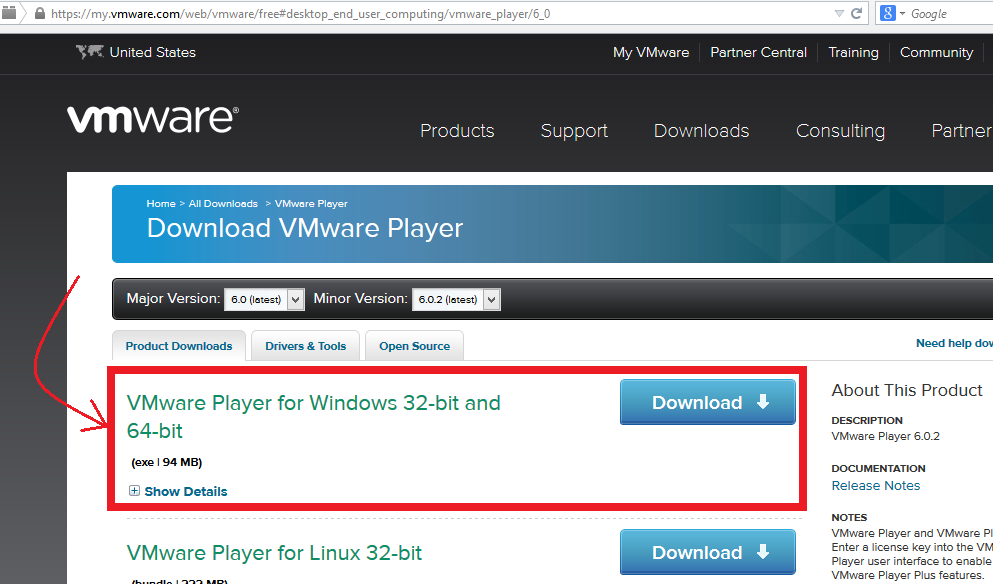 https://my.vmware.com/web/vmware/free#desktop_end_user_computing/vmware_player/6_0
8
Google
United States
My VMware
Partner Central
Training
Community
vmware®
Products
Support
Downloads
Consulting
Partner
Home > All Downloads > VMware Player
Download VMware Player
Major Version: 6.0 (latest) Minor Version: 6.0.2 (latest)
Product Downloads
Drivers & Tools
Open Source
Need help dow
VMware Player for Windows 32-bit and
64-bit
Download
(exe | 94 MB)
Show Details
VMware Player for Linux 32-bit
Download
(bundle | 222 MB)
About This Product
DESCRIPTION
VMware Player 6.0.2
DOCUMENTATION
Release Notes
NOTES
VMware Player and VMware Pl
Enter a license key into the VM
Player user interface to enable
VMware Player Plus features.